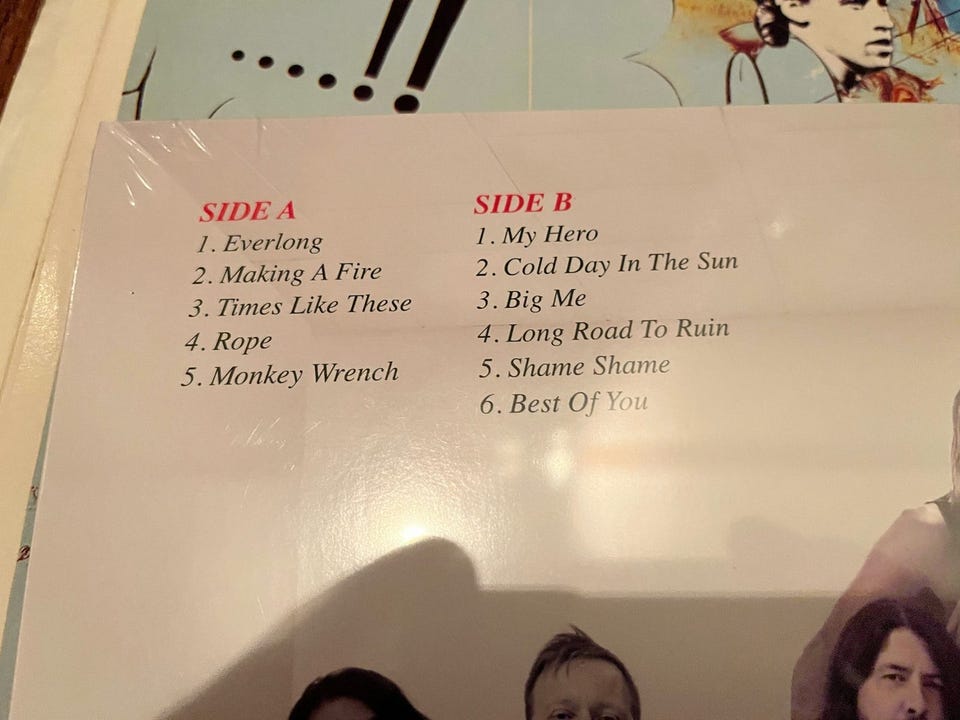 ....!!
SIDE A
1. Everlong
2. Making A Fire
3. Times Like These
4. Rope
5. Monkey Wrench
SIDE B
1. My Hero
2. Cold Day In The Sun
3. Big Me
4. Long Road To Ruin
5. Shame Shame
6. Best Of You